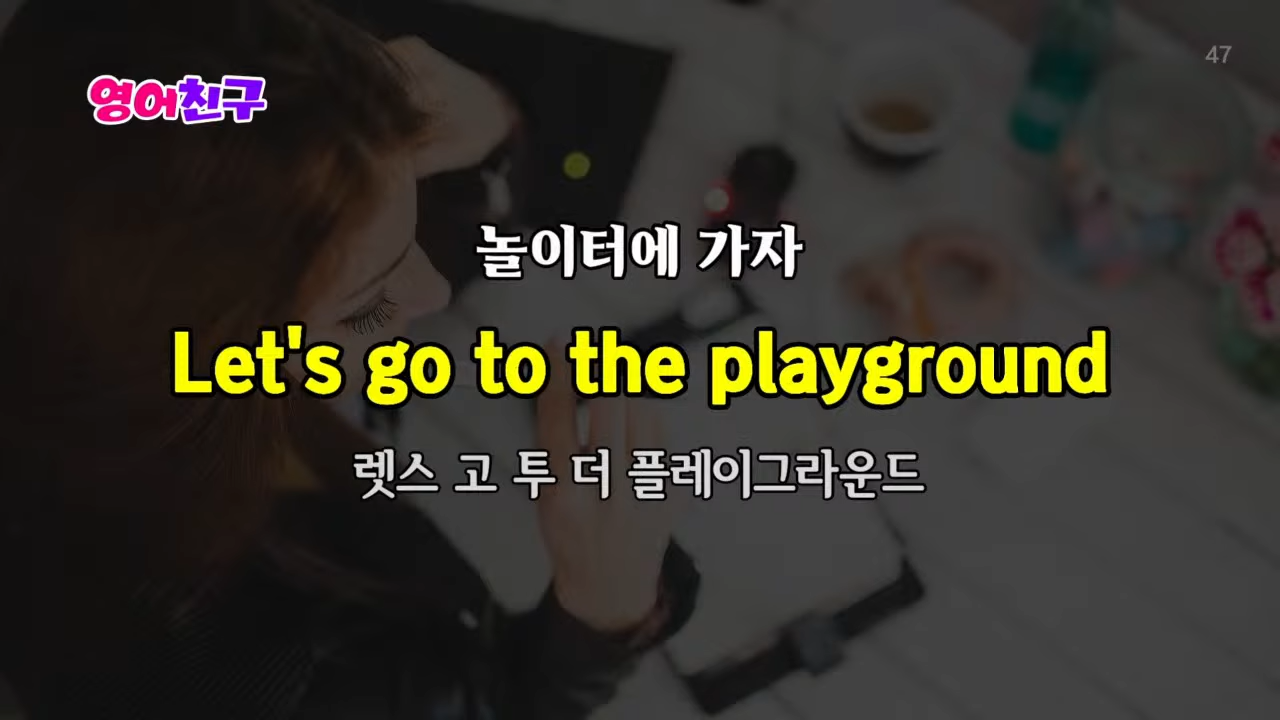 47
영어친구
놀이터에 가자
Let's go to the playground
렛스 고 투 더 플레이그라운드